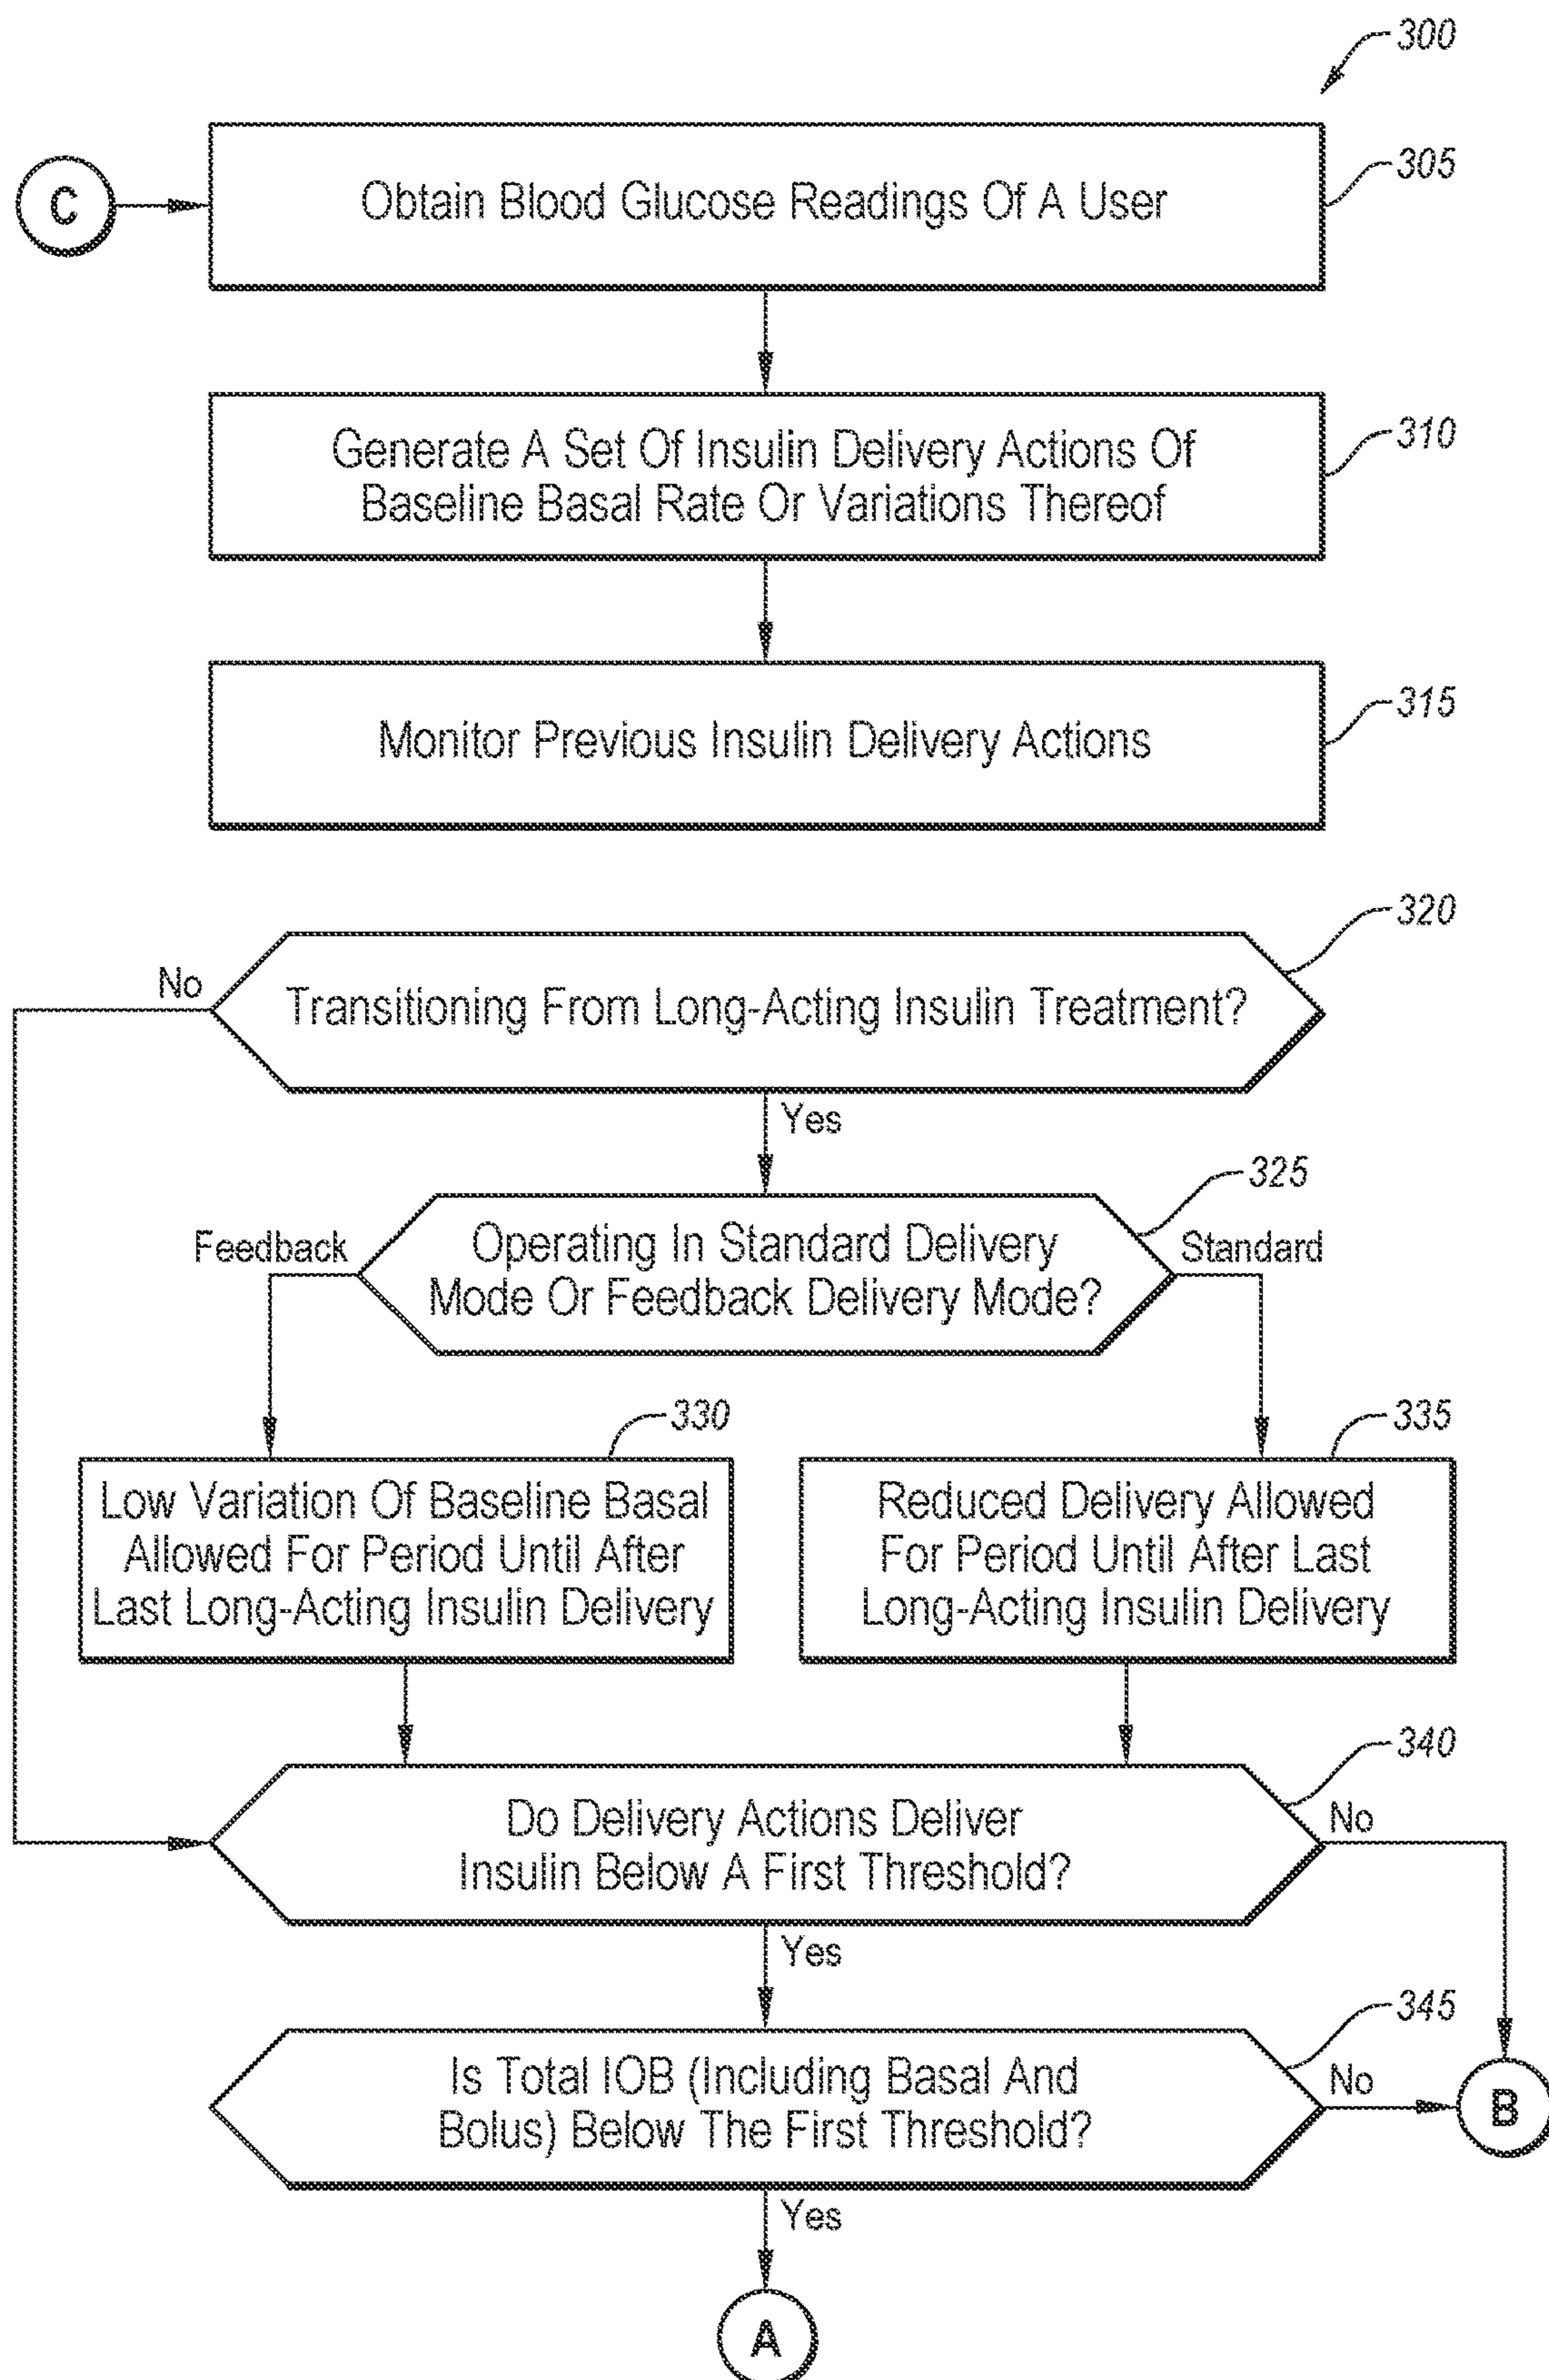 300
C
Obtain Blood Glucose Readings Of A User
305
Generate A Set Of Insulin Delivery Actions Of
Baseline Basal Rate Or Variations Thereof
310
Monitor Previous Insulin Delivery Actions
315
320
No
Transitioning From Long-Acting Insulin Treatment?
Yes
325
Feedback
Operating In Standard Delivery
Mode Or Feedback Delivery Mode?
Standard
330
Low Variation Of Baseline Basal
Allowed For Period Until After
Last Long-Acting Insulin Delivery
335
Reduced Delivery Allowed
For Period Until After Last
Long-Acting Insulin Delivery
340
Do Delivery Actions Deliver
Insulin Below A First Threshold?
No
Yes
345
Is Total IOB (Including Basal And
Bolus) Below The First Threshold?
No
B
Yes
A